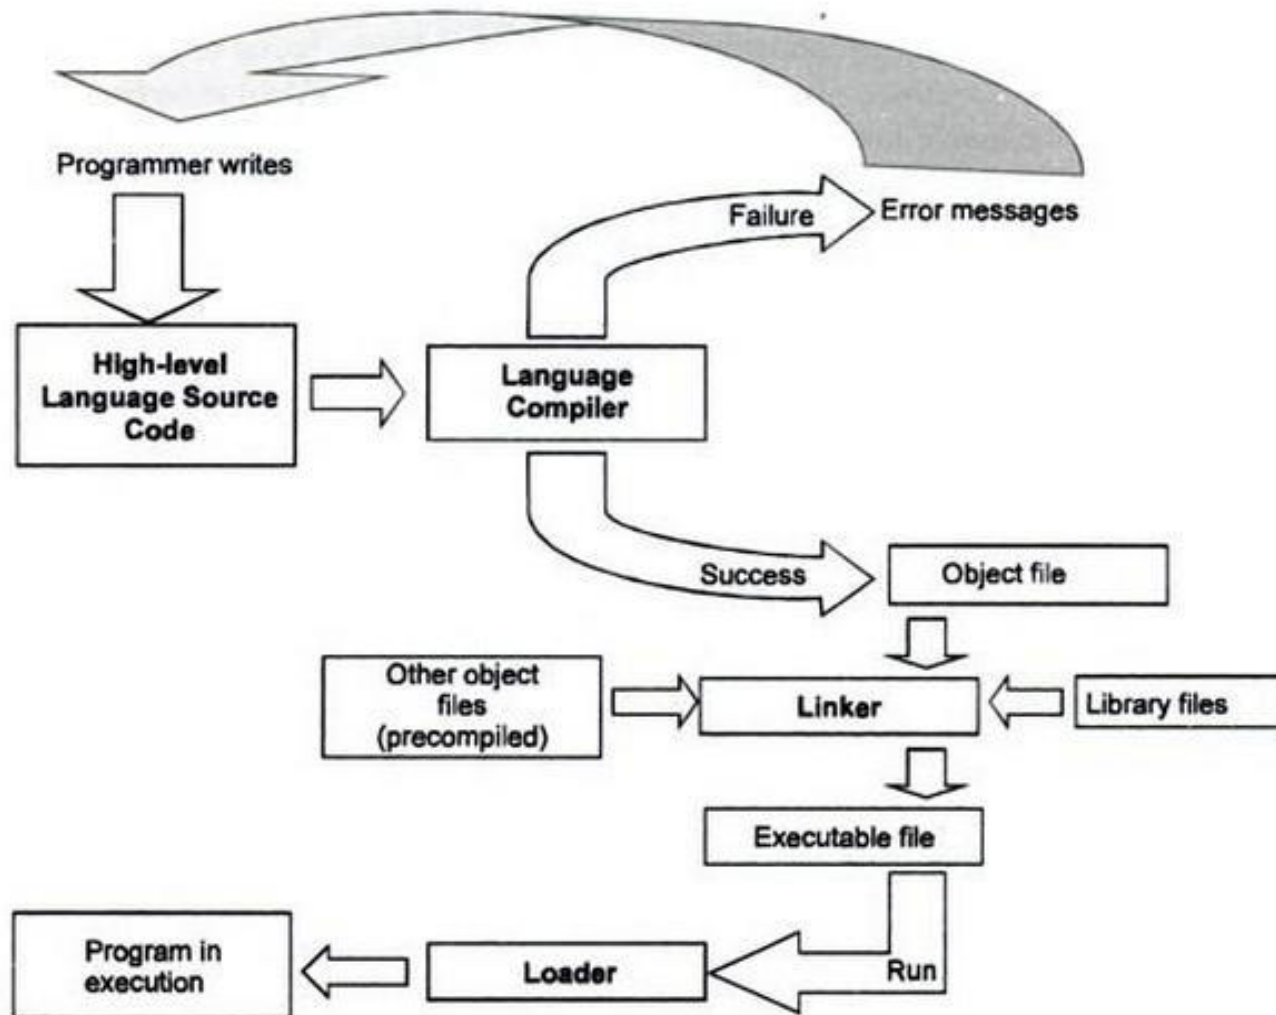 Programmer writes
Failure
Error messages
High-level
Language Source
Code
Language
Compiler
Success
Object file
Other object
files
(precompiled)
Linker
Library files
Executable file
Program in
execution
Loader
Run